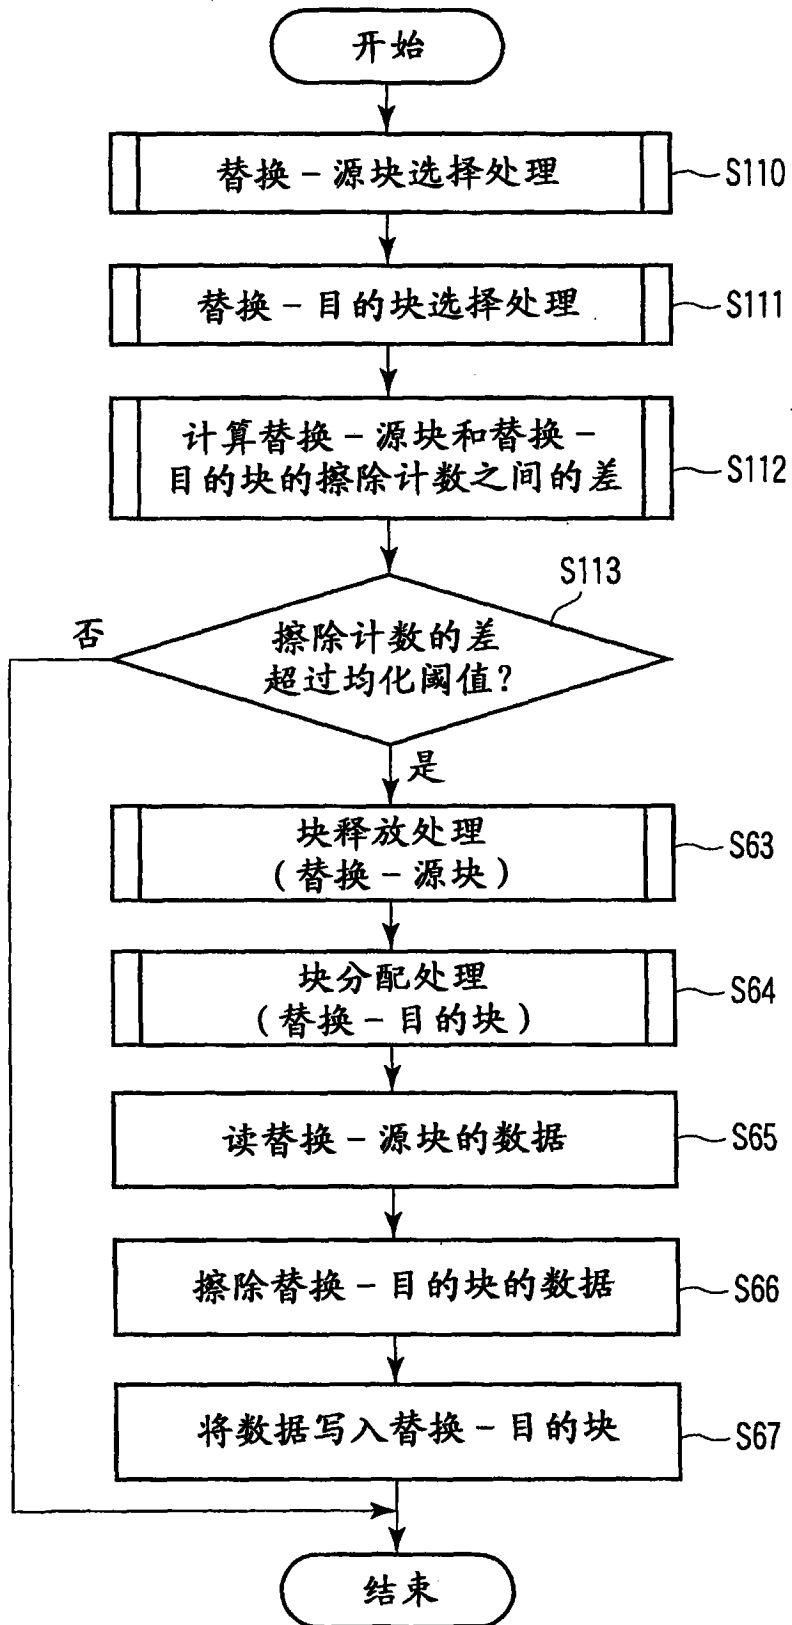 开始
替换-源块选择处理
S110
替换-目的块选择处理
S111
计算替换-源块和替换-
目的块的擦除计数之间的差
S112
S113
否
擦除计数的差
超过均化阈值?
是
块释放处理
(替换-源块)
S63
块分配处理
(替换-目的块)
S64
读替换-源块的数据
S65
擦除替换-目的块的数据
S66
将数据写入替换-目的块
S67
结束